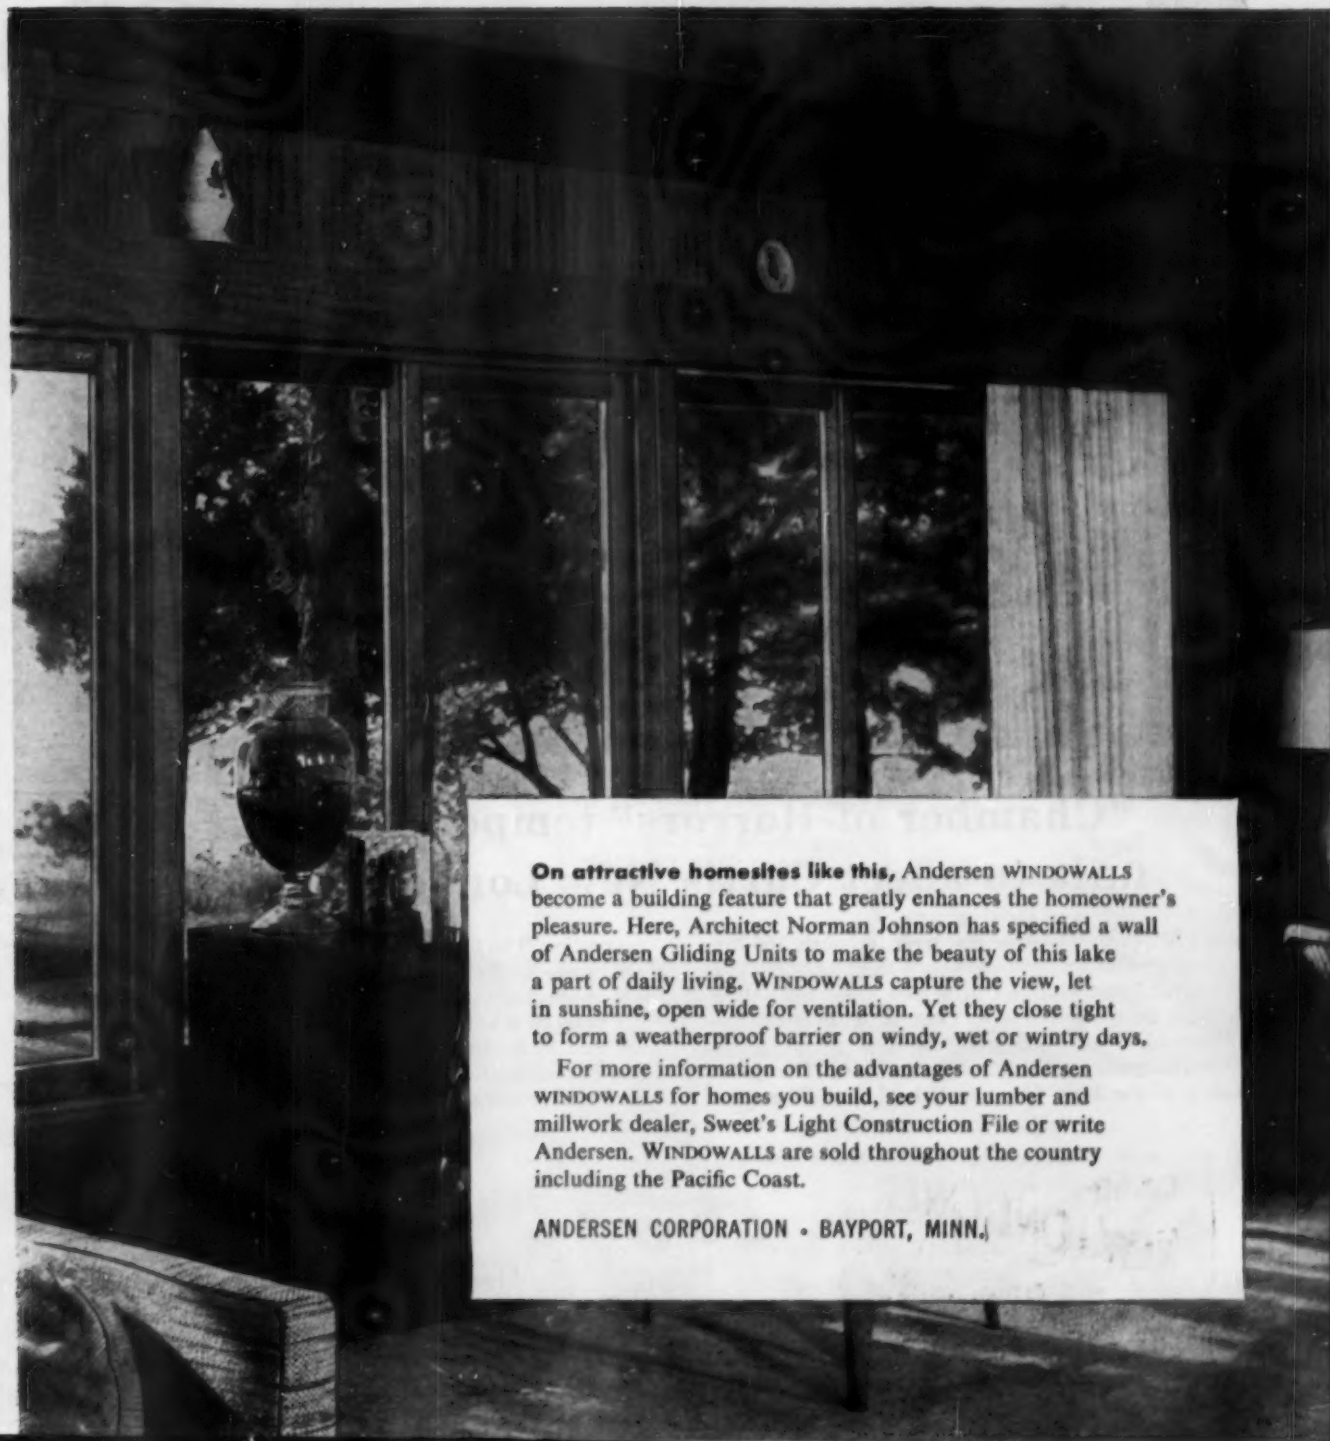 On attractive homesites like this, Andersen WINDOWALLS
become a building feature that greatly enhances the homeowner's
pleasure. Here, Architect Norman Johnson has specified a wall
of Andersen Gliding Units to make the beauty of this lake
a part of daily living. WINDOWALLS capture the view, let
in sunshine, open wide for ventilation. Yet they close tight
to form a weatherproof barrier on windy, wet or wintry days.
For more information on the advantages of Andersen
WINDOWALLS for homes you build, see your lumber and
millwork dealer, Sweet's Light Construction File or write
Andersen. WINDOWALLS are sold throughout the country
including the Pacific Coast.
ANDERSEN CORPORATION • BAYPORT, MINN.